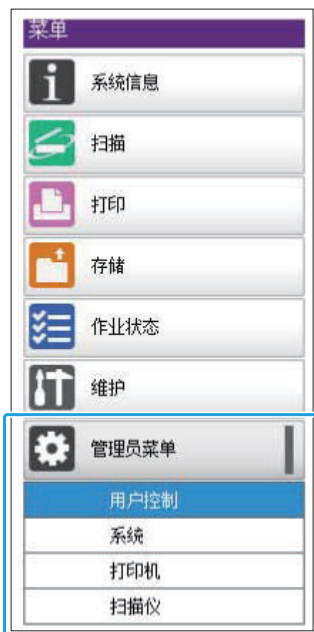 菜单
系统信息
扫描
打印
存储
作业状态
维护
管理员菜单
用户控制
系统
打印机
扫描仪